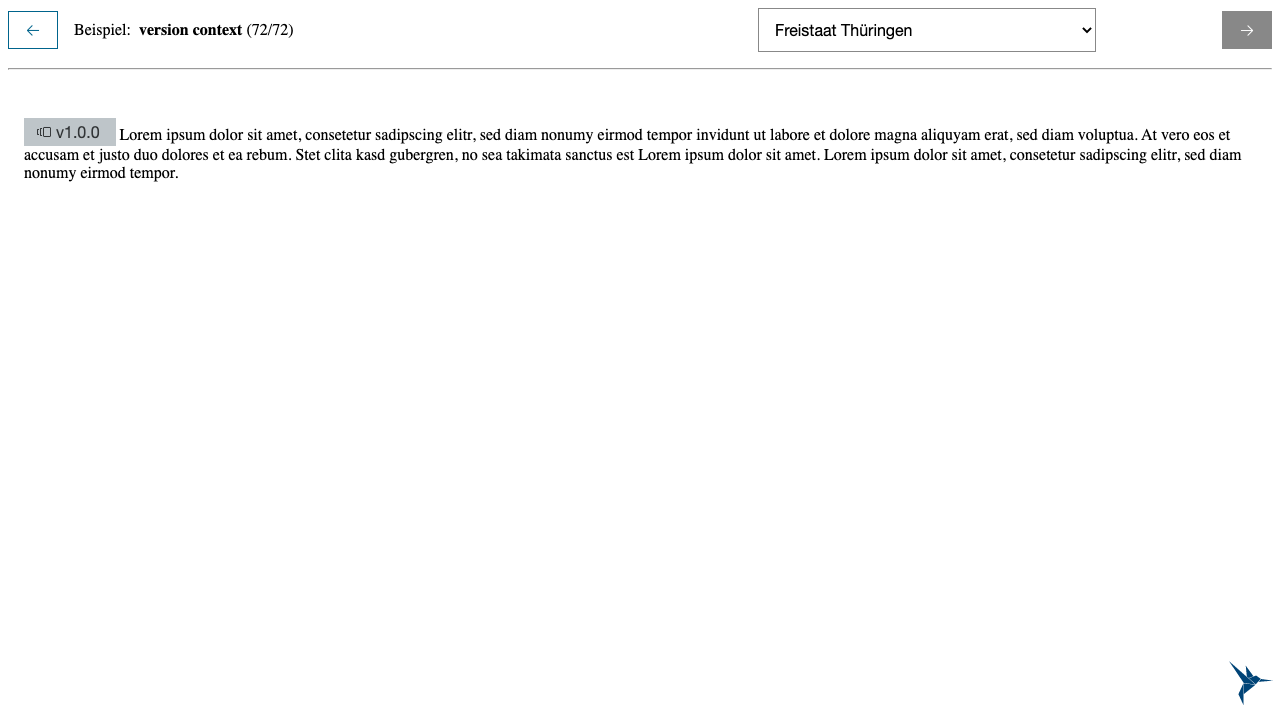 Beispiel: version context (72/72)
Freistaat Thüringen
v1.0.0 Lorem ipsum dolor sit amet, consetetur sadipscing elitr, sed diam nonumy eirmod tempor invidunt ut labore et dolore magna aliquyam erat, sed diam voluptua. At vero eos et
accusam et justo duo dolores et ea rebum. Stet clita kasd gubergren, no sea takimata sanctus est Lorem ipsum dolor sit amet. Lorem ipsum dolor sit amet, consetetur sadipscing elitr, sed diam
nonumy eirmod tempor.